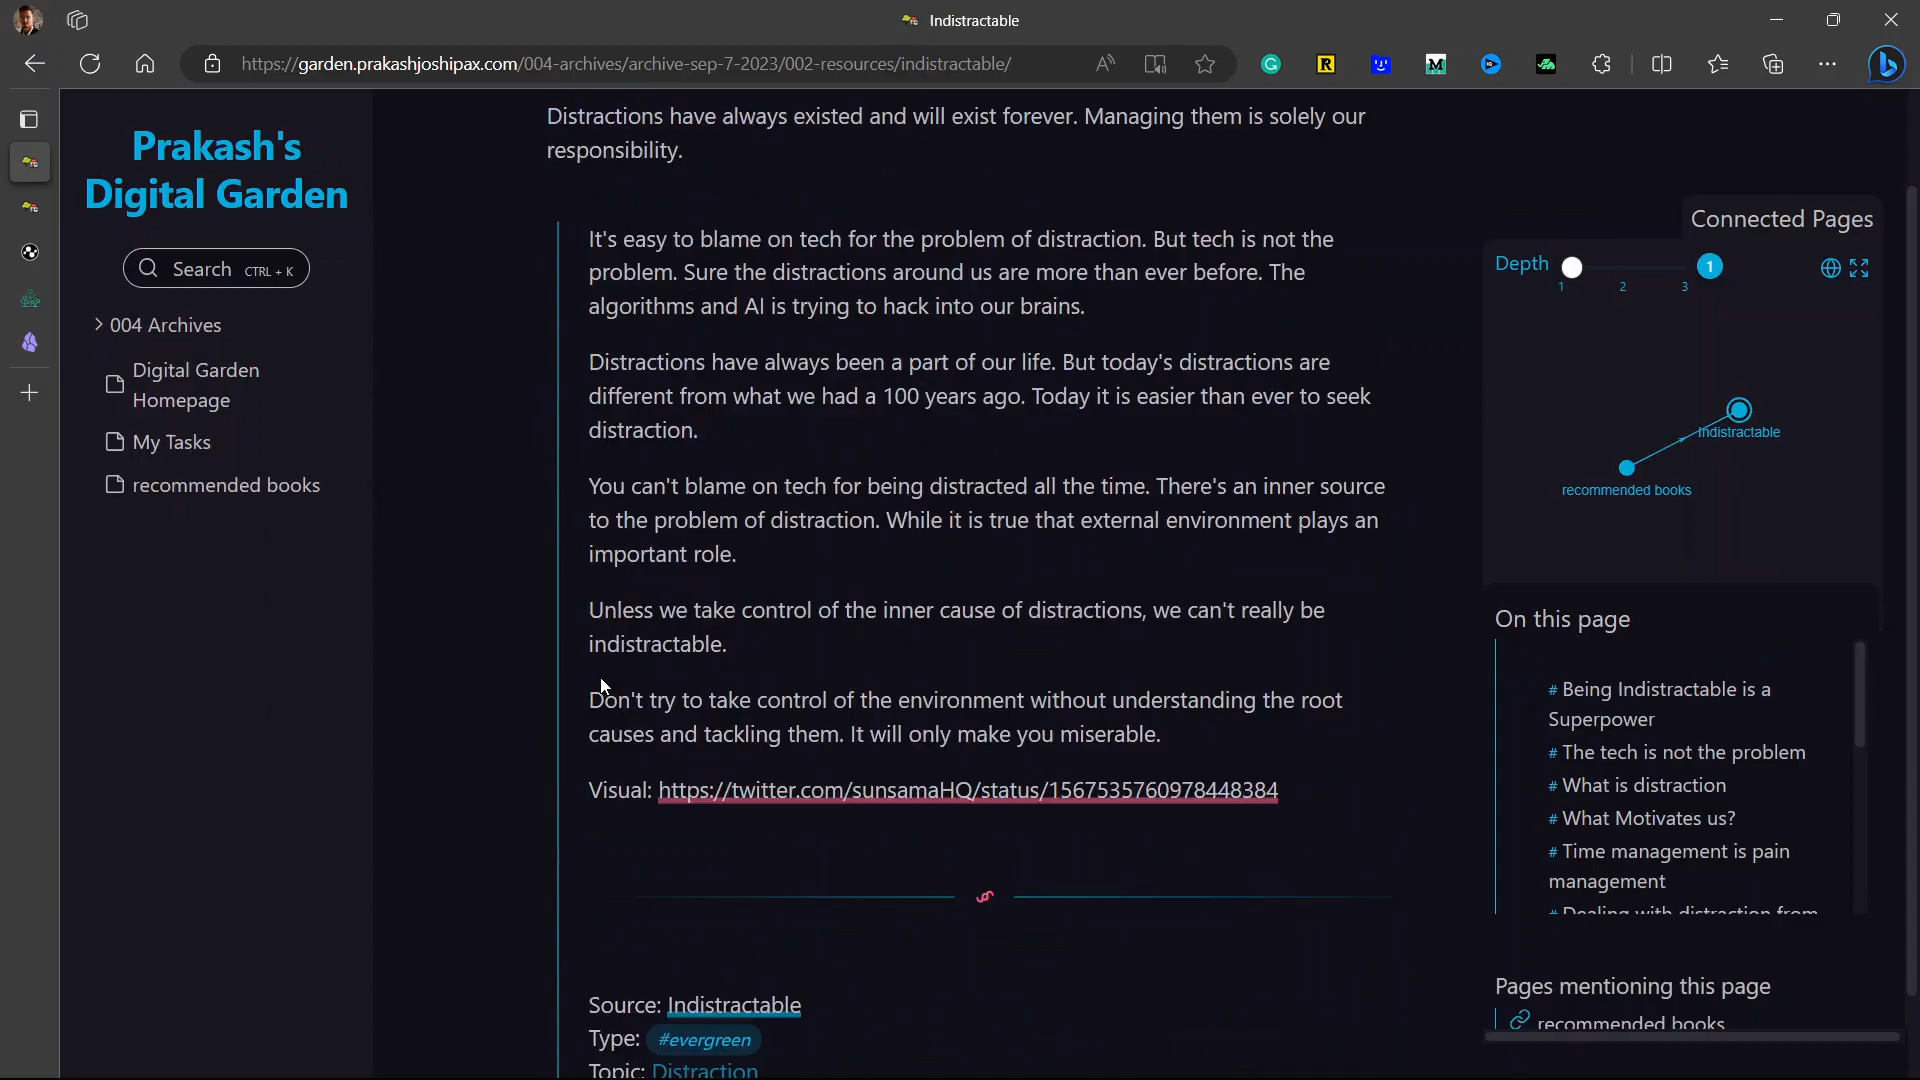 Indistractable
https://garden.prakashjoshipax.com/004-archives/archive-sep-7-2023/002-resources/indistractable/
Prakash's
Digital Garden
Search CTRL + K
004 Archives
Digital Garden
Homepage
My Tasks
recommended books
Distractions have always existed and will exist forever. Managing them is solely our
responsibility.
It's easy to blame on tech for the problem of distraction. But tech is not the
problem. Sure the distractions around us are more than ever before. The
algorithms and AI is trying to hack into our brains.
Distractions have always been a part of our life. But today's distractions are
different from what we had a 100 years ago. Today it is easier than ever to seek
distraction.
You can't blame on tech for being distracted all the time. There's an inner source
to the problem of distraction. While it is true that external environment plays an
important role.
Unless we take control of the inner cause of distractions, we can't really be
indistractable.
Don't try to take control of the environment without understanding the root
causes and tackling them. It will only make you miserable.
Visual: https://twitter.com/sunsamaHQ/status/1567535760978448384
Source: Indistractable
Type: #evergreen
Topic: Distraction
Connected Pages
Depth 1
1 2 3
Indistractable
recommended books
On this page
# Being Indistractable is a
Superpower
# The tech is not the problem
# What is distraction
# What Motivates us?
# Time management is pain
management
# Dealing with distraction from
Pages mentioning this page
recommended books